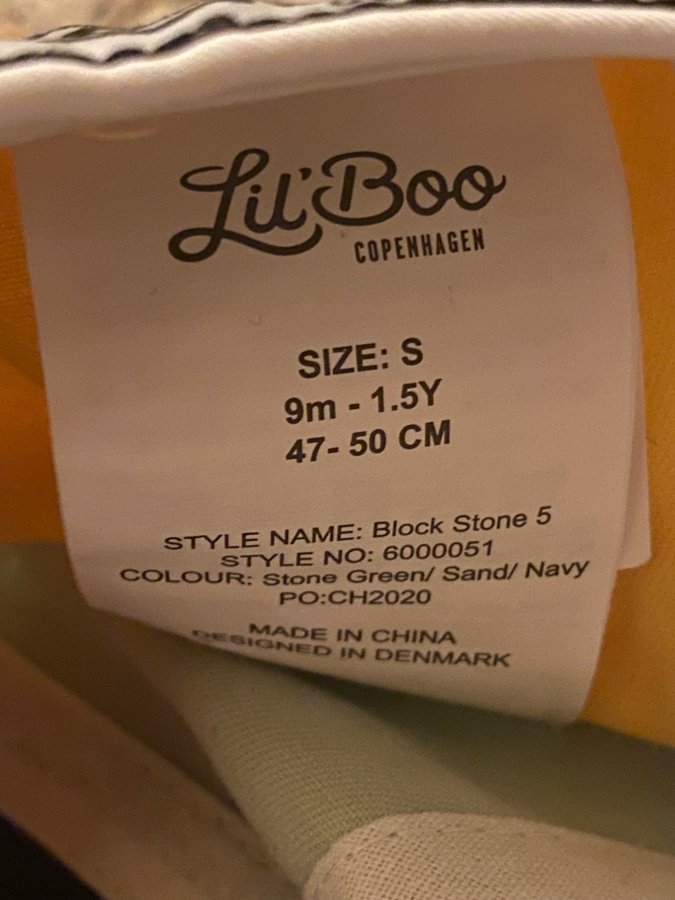 Lil' Boo
COPENHAGEN
SIZE: S
9m - 1.5Y
47- 50 CM
STYLE NAME: Block Stone 5
STYLE NO: 6000051
COLOUR: Stone Green/ Sand/ Navy
PO:CH2020
MADE IN CHINA
DESIGNED IN DENMARK